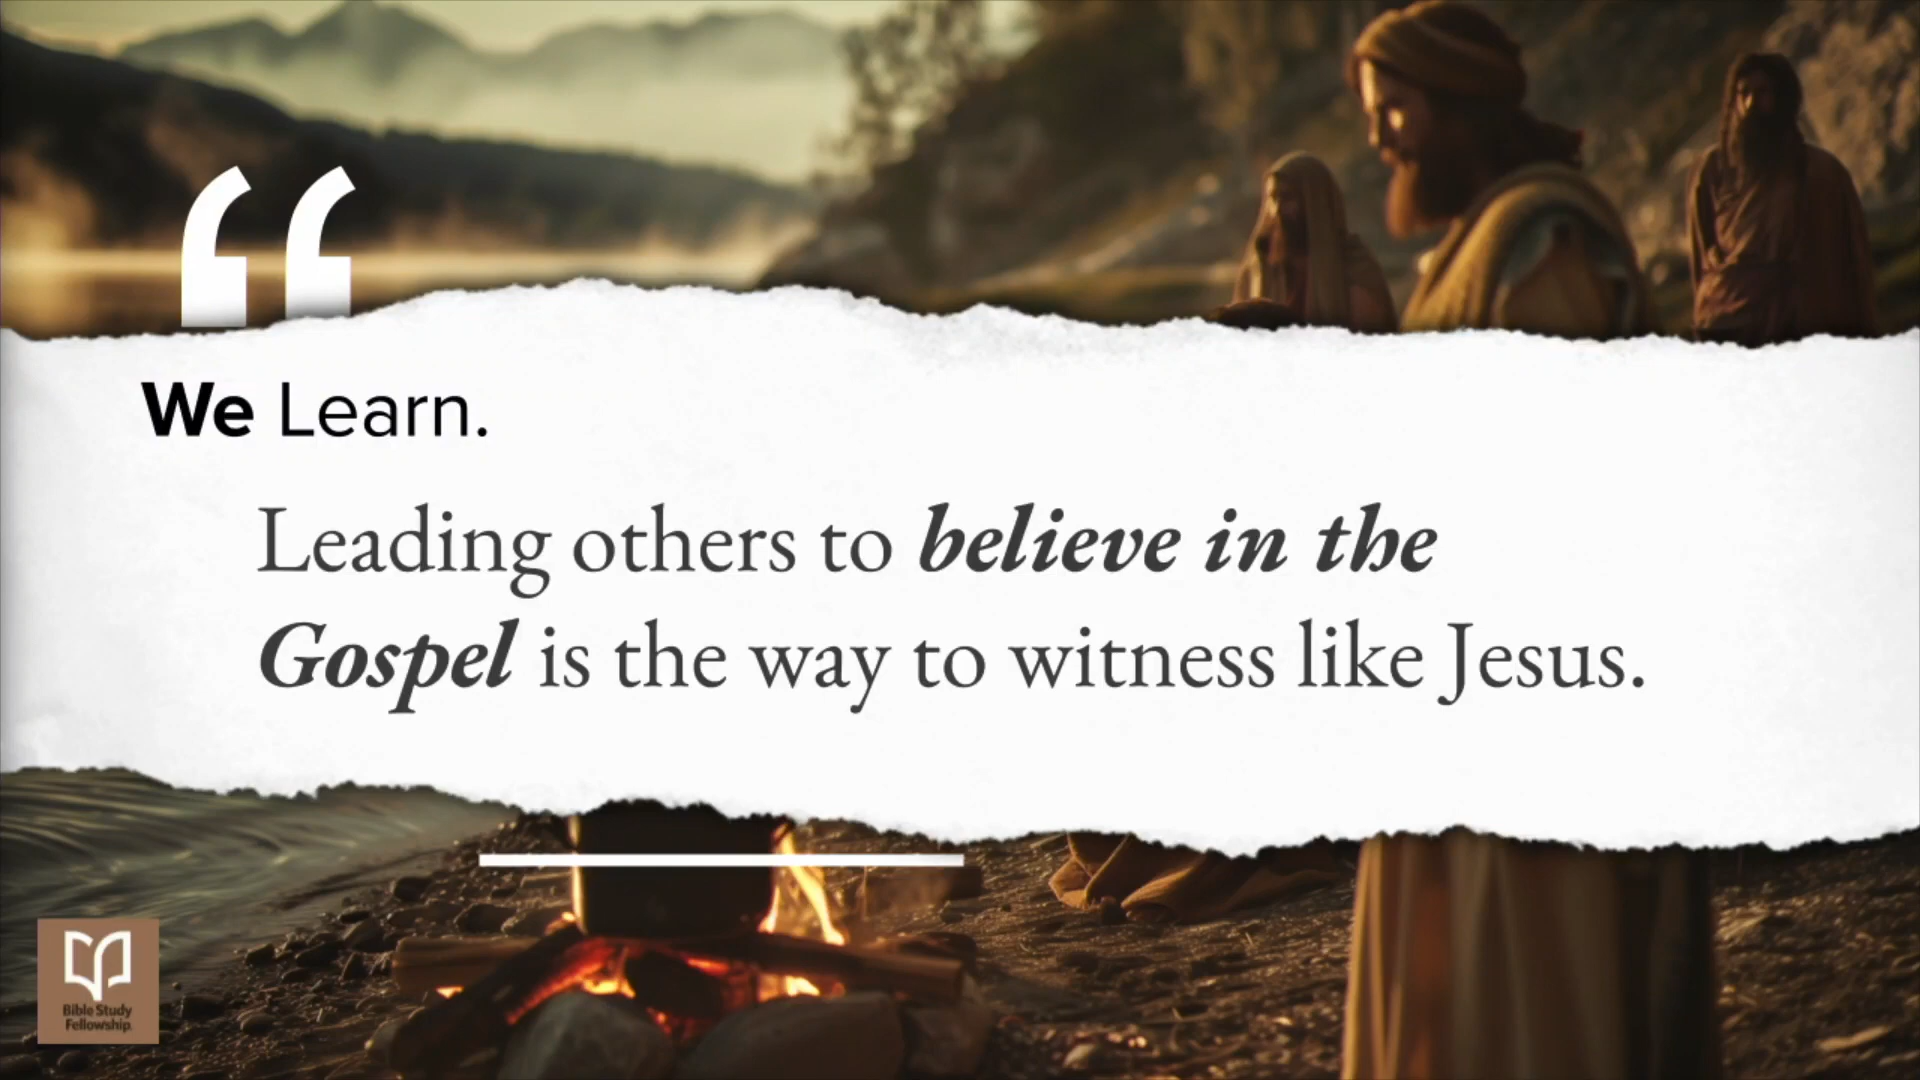 “
We Learn.
Leading others to believe in the
Gospel is the way to witness like Jesus.
Bible Study
Fellowship